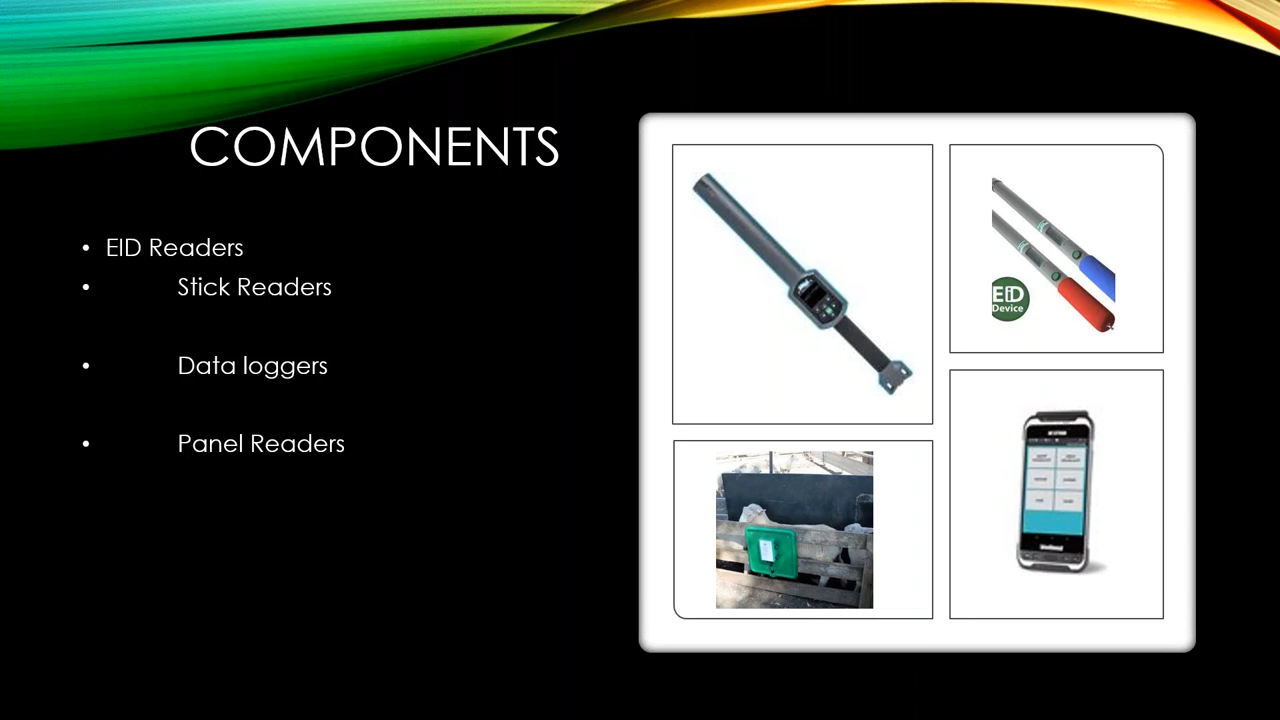 COMPONENTS
• EID Readers
• Stick Readers
• Data loggers
• Panel Readers
EiD
Device